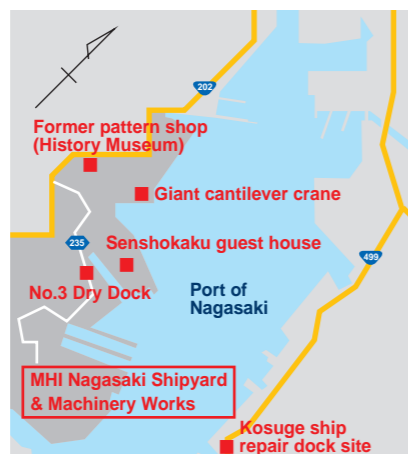 202
Former pattern shop
(History Museum)
Giant cantilever crane
235
Senshokaku guest house
499
No.3 Dry Dock
Port of
Nagasaki
MHI Nagasaki Shipyard
& Machinery Works
Kosuge ship
repair dock site